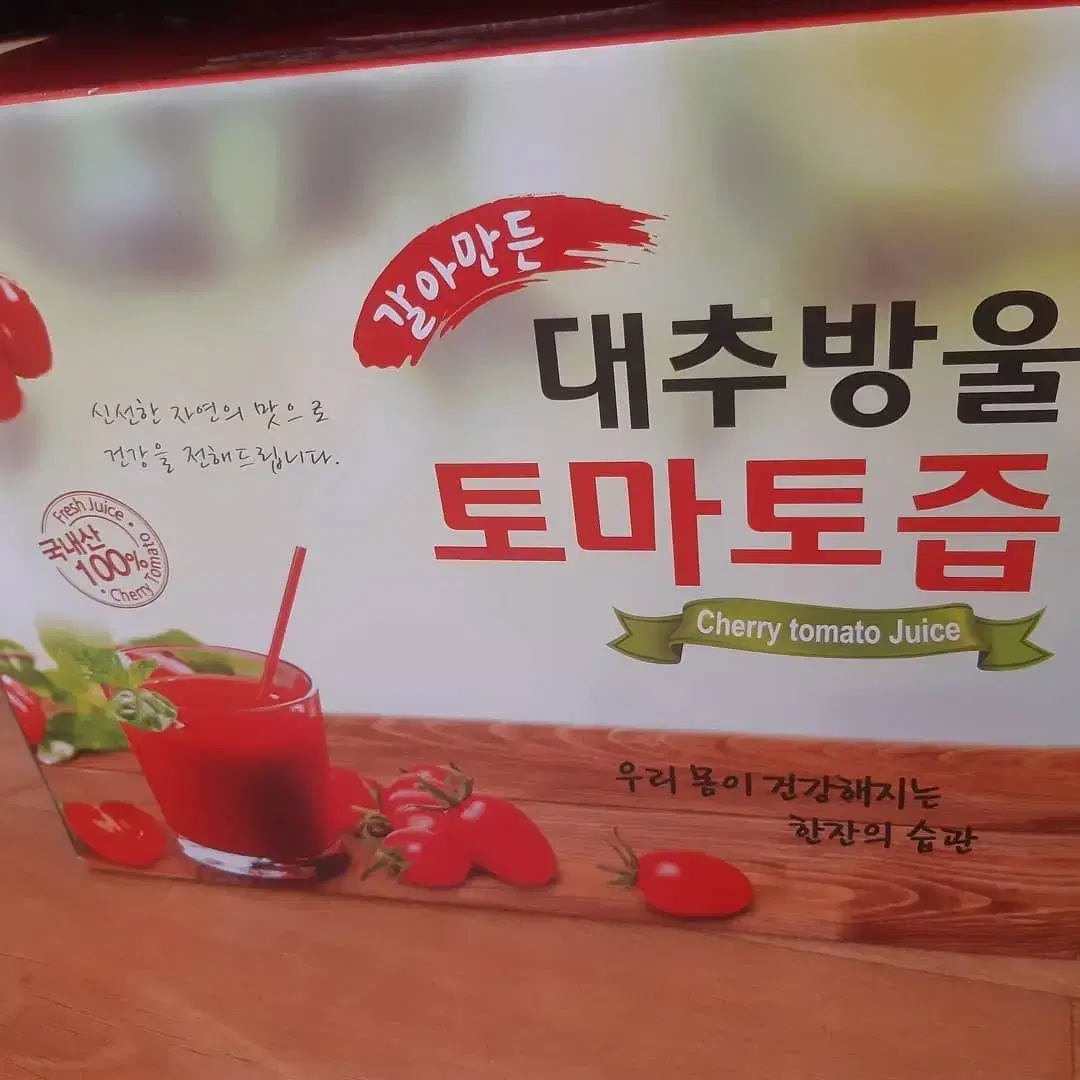 갈아만든
대추방울
토마토즙
Cherry tomato Juice
신선한 자연의 맛으로
건강을 전해드립니다.
Fresh Juice
국내산
100%
Cherry Tomato
우리 몸이 건강해지는
한잔의 습관